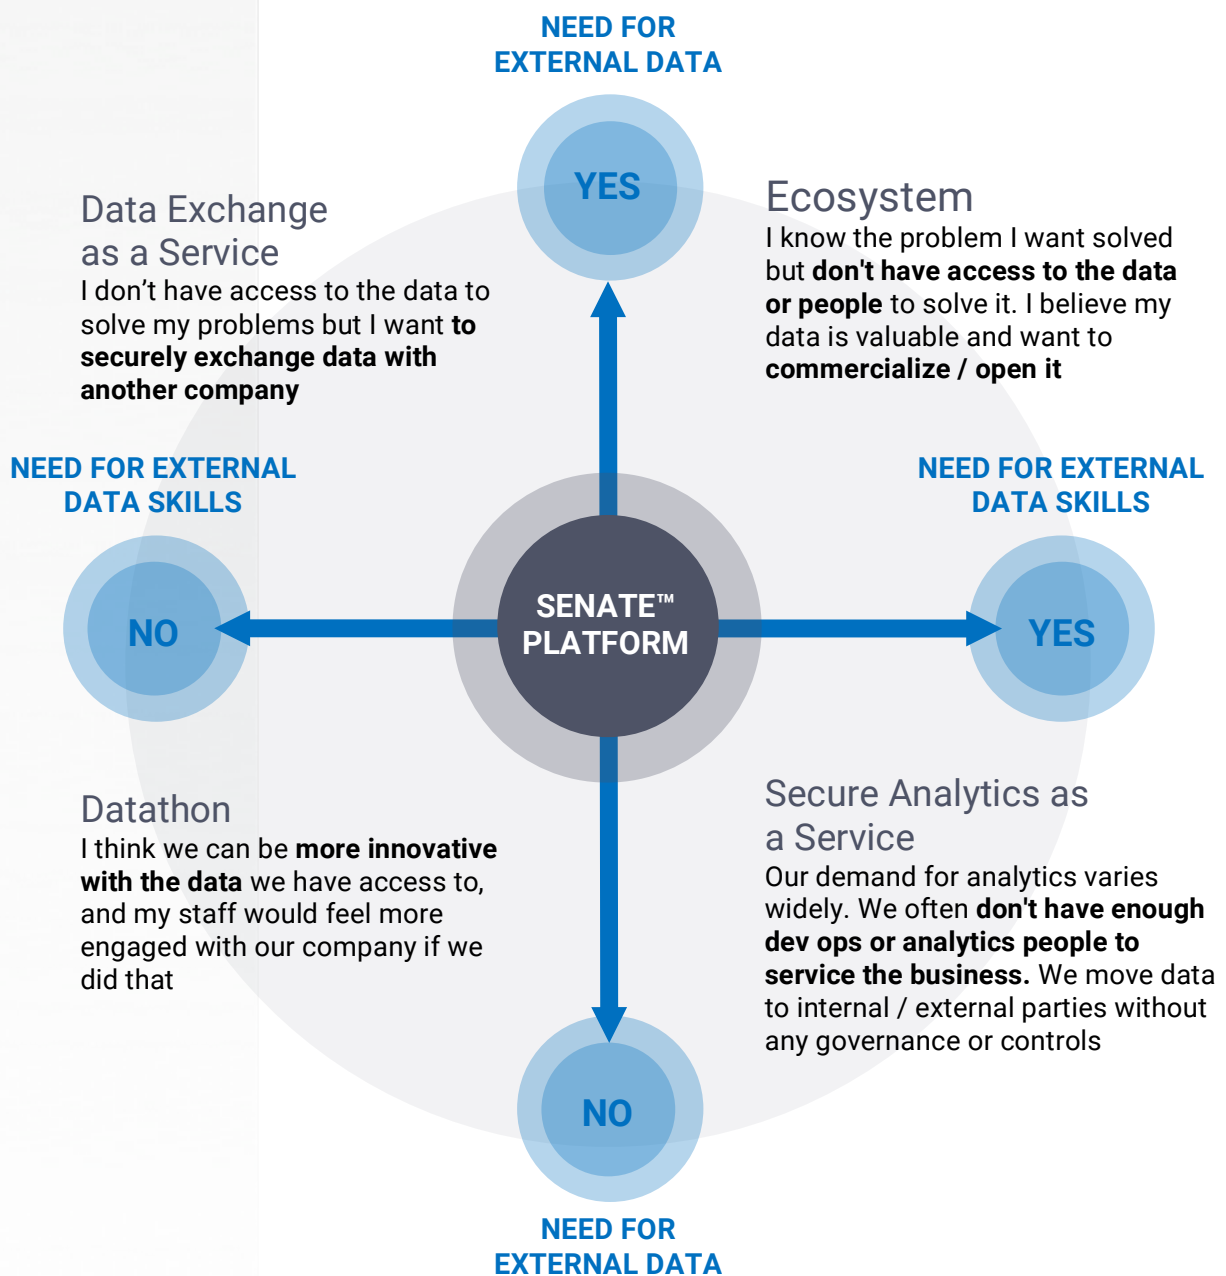 NEED FOR
EXTERNAL DATA
YES
Data Exchange
as a Service
I don’t have access to the data to
solve my problems but I want to
securely exchange data with
another company
Ecosystem
I know the problem I want solved
but don't have access to the data
or people to solve it. I believe my
data is valuable and want to
commercialize / open it
NEED FOR EXTERNAL
DATA SKILLS
NO
SENATE™
PLATFORM
NEED FOR EXTERNAL
DATA SKILLS
YES
Datathon
I think we can be more innovative
with the data we have access to,
and my staff would feel more
engaged with our company if we
did that
Secure Analytics as
a Service
Our demand for analytics varies
widely. We often don't have enough
dev ops or analytics people to
service the business. We move data
to internal / external parties without
any governance or controls
NO
NEED FOR
EXTERNAL DATA